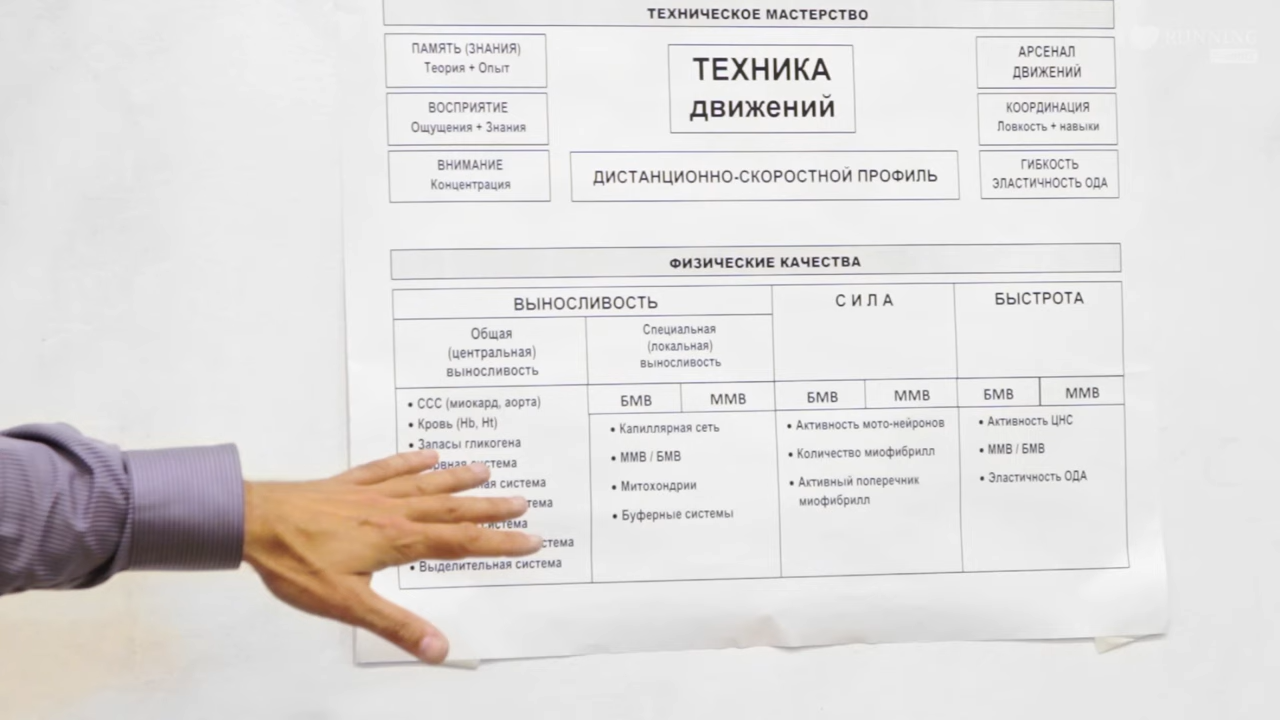 ТЕХНИЧЕСКОЕ МАСТЕРСТВО
RUNNING
ПАМЯТЬ (ЗНАНИЯ)
Теория + Опыт
ВОСПРИЯТИЕ
Ощущения + Знания
ВНИМАНИЕ
Концентрация
ТЕХНИКА
движений
ДИСТАНЦИОННО-СКОРОСТНОЙ ПРОФИЛЬ
АРСЕНАЛ
ДВИЖЕНИЙ
КООРДИНАЦИЯ
Ловкость + навыки
ГИБКОСТЬ
ЭЛАСТИЧНОСТЬ ОДА
ФИЗИЧЕСКИЕ КАЧЕСТВА
ВЫНОСЛИВОСТЬ
Общая
(центральная)
выносливость
Специальная
(локальная)
выносливость
СИЛА
БЫСТРОТА
• ССС (миокард, аорта)
• Кровь (Hb, Ht)
• Запасы гликогена
система
система
• Выделительная система
БМВ ММВ
• Капиллярная сеть
• ММВ / БМВ
• Митохондрии
• Буферные системы
БМВ ММВ
• Активность мото-нейронов
• Количество миофибрилл
• Активный поперечник
миофибрилл
БМВ ММВ
• Активность ЦНС
• ММВ / БМВ
• Эластичность ОДА